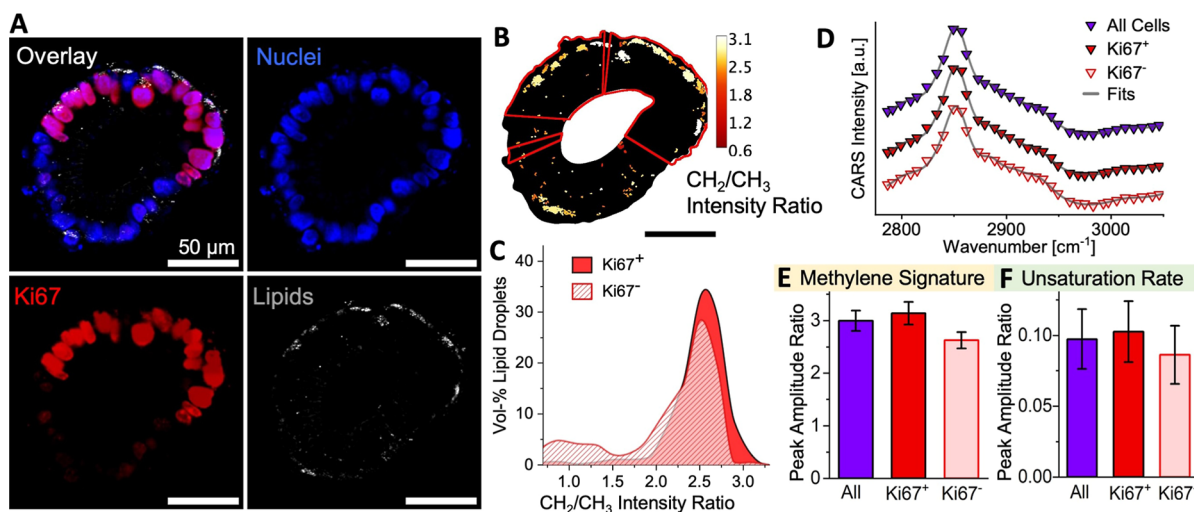 A
Overlay
Nuclei
50 μm
Ki67
Lipids
B
3.1
2.5
1.8
1.2
0.6
CH₂/CH₃
Intensity Ratio
C
Vol-% Lipid Droplets
40
30
20
10
0
Ki67⁺
Ki67⁻
1.0
1.5
2.0
2.5
3.0
CH₂/CH₃ Intensity Ratio
D
CARS Intensity [a.u.]
All Cells
Ki67⁺
Ki67⁻
Fits
2800
2900
3000
Wavenumber [cm⁻¹]
E Methylene Signature
Peak Amplitude Ratio
3
2
1
0
All
Ki67⁺
Ki67⁻
F Unsaturation Rate
Peak Amplitude Ratio
0.10
0.05
0.00
All
Ki67⁺
Ki67⁻